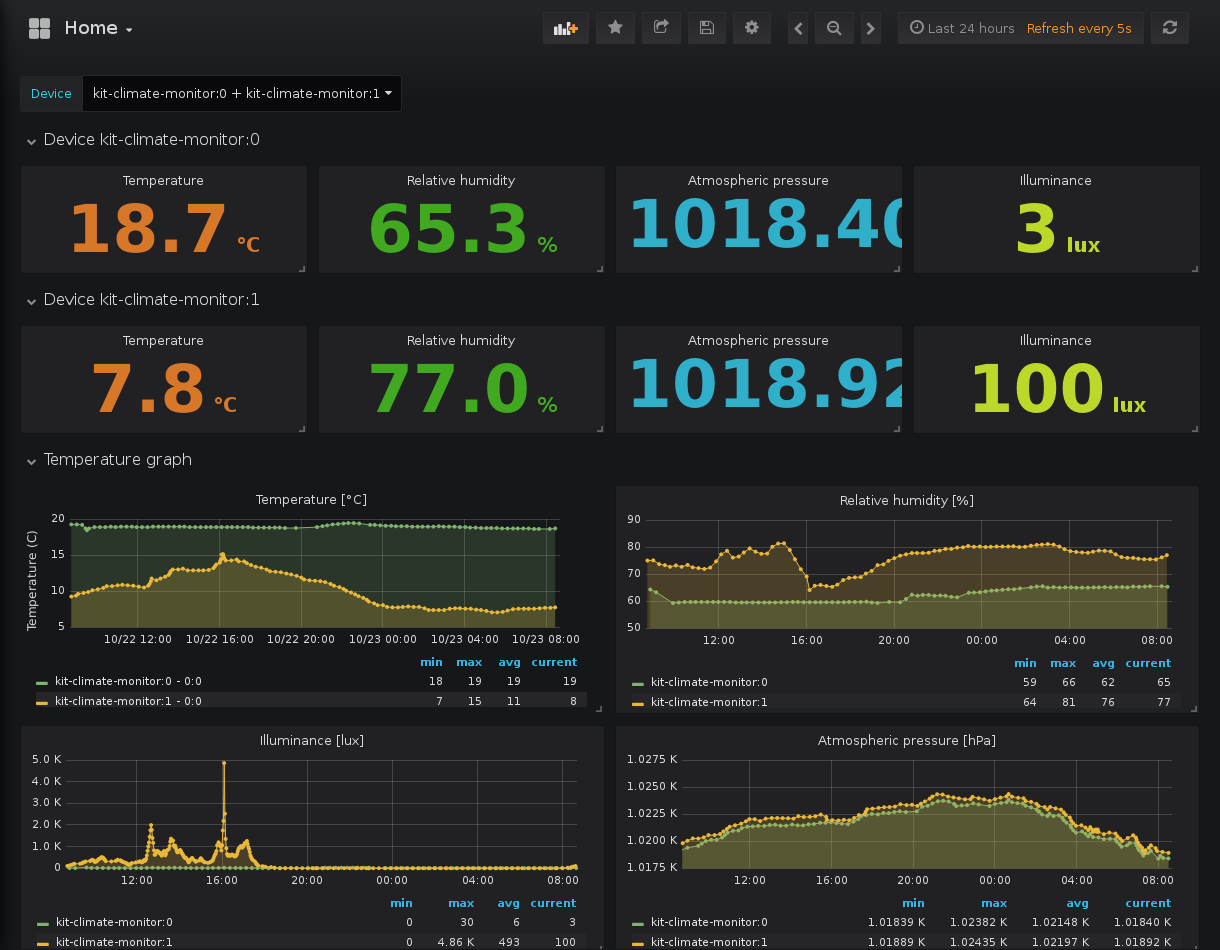 Home
Last 24 hours Refresh every 5s
Device kit-climate-monitor:0 + kit-climate-monitor:1
Device kit-climate-monitor:0
Temperature Relative humidity Atmospheric pressure Illuminance
18.7 °C 65.3 % 1018.40 3 lux
Device kit-climate-monitor:1
Temperature Relative humidity Atmospheric pressure Illuminance
7.8 °C 77.0 % 1018.92 100 lux
Temperature graph
Temperature [°C]
Temperature (C)
20
15
10
5
10/22 12:00 10/22 16:00 10/22 20:00 10/23 00:00 10/23 04:00 10/23 08:00
min max avg current
kit-climate-monitor:0 - 0:0 18 19 19 19
kit-climate-monitor:1 - 0:0 7 15 11 8
Relative humidity [%]
90
80
70
60
50
12:00 16:00 20:00 00:00 04:00 08:00
min max avg current
kit-climate-monitor:0 59 66 62 65
kit-climate-monitor:1 64 81 76 77
Illuminance [lux]
5.0 K
4.0 K
3.0 K
2.0 K
1.0 K
0
12:00 16:00 20:00 00:00 04:00 08:00
min max avg current
kit-climate-monitor:0 0 30 6 3
kit-climate-monitor:1 0 4.86 K 493 100
Atmospheric pressure [hPa]
1.0275 K
1.0250 K
1.0225 K
1.0200 K
1.0175 K
12:00 16:00 20:00 00:00 04:00 08:00
min max avg current
kit-climate-monitor:0 1.01839 K 1.02382 K 1.02148 K 1.01840 K
kit-climate-monitor:1 1.01889 K 1.02435 K 1.02197 K 1.01892 K